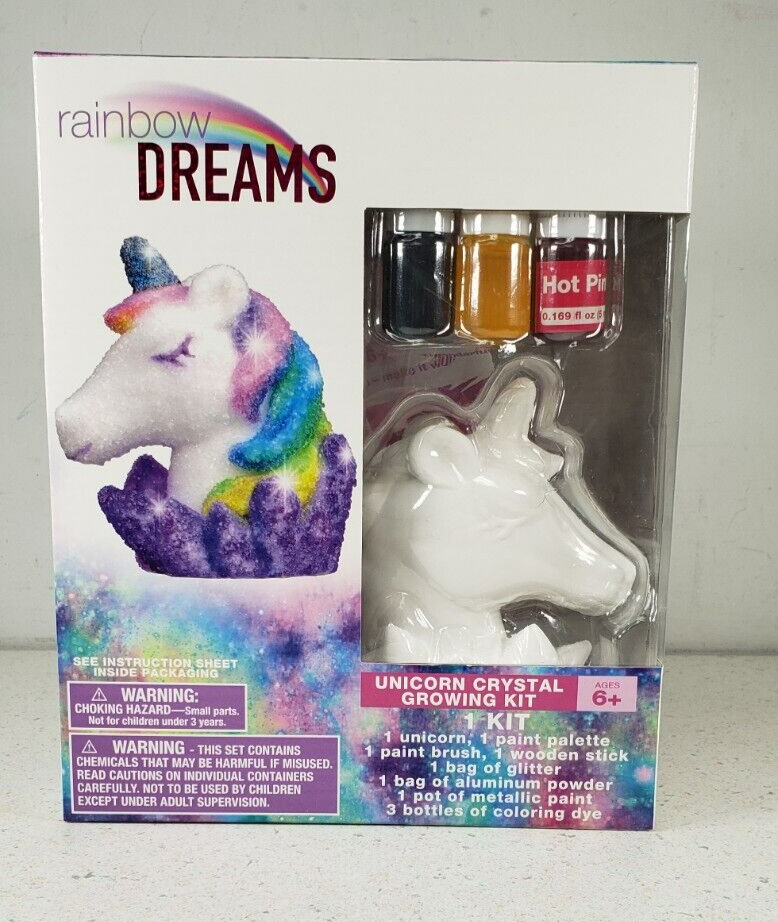 rainbow
DREAMS
Hot Pin
0.169 fl oz (5
make it
SEE INSTRUCTION SHEET
INSIDE PACKAGING
⚠ WARNING:
CHOKING HAZARD—Small parts.
Not for children under 3 years.
⚠ WARNING - THIS SET CONTAINS
CHEMICALS THAT MAY BE HARMFUL IF MISUSED.
READ CAUTIONS ON INDIVIDUAL CONTAINERS
CAREFULLY. NOT TO BE USED BY CHILDREN
EXCEPT UNDER ADULT SUPERVISION.
UNICORN CRYSTAL
GROWING KIT
AGES
6+
1 KIT
1 unicorn, 1 paint palette
1 paint brush, 1 wooden stick
1 bag of glitter
1 bag of aluminum powder
1 pot of metallic paint
3 bottles of coloring dye